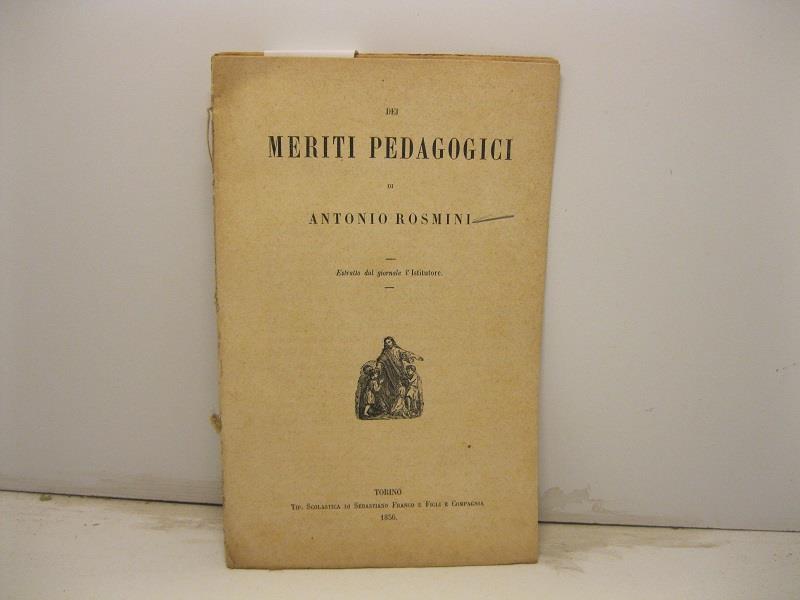 DEI
MERITI PEDAGOGICI
DI
ANTONIO ROSMINI
Estratto dal giornale l'Istitutore.
TORINO
TIP. SCOLASTICA DI SEBASTIANO FRANCO E FIGLI E COMPAGNIA
1856.